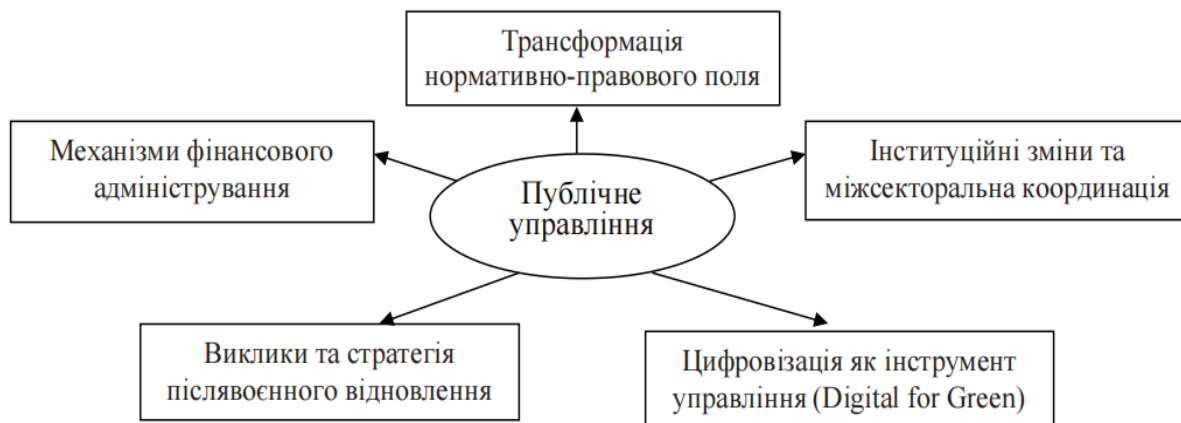 Трансформація
нормативно-правового поля
Механізми фінансового
адміністрування
Інституційні зміни та
міжсекторальна координація
Публічне
управління
Виклики та стратегія
післявоєнного відновлення
Цифровізація як інструмент
управління (Digital for Green)